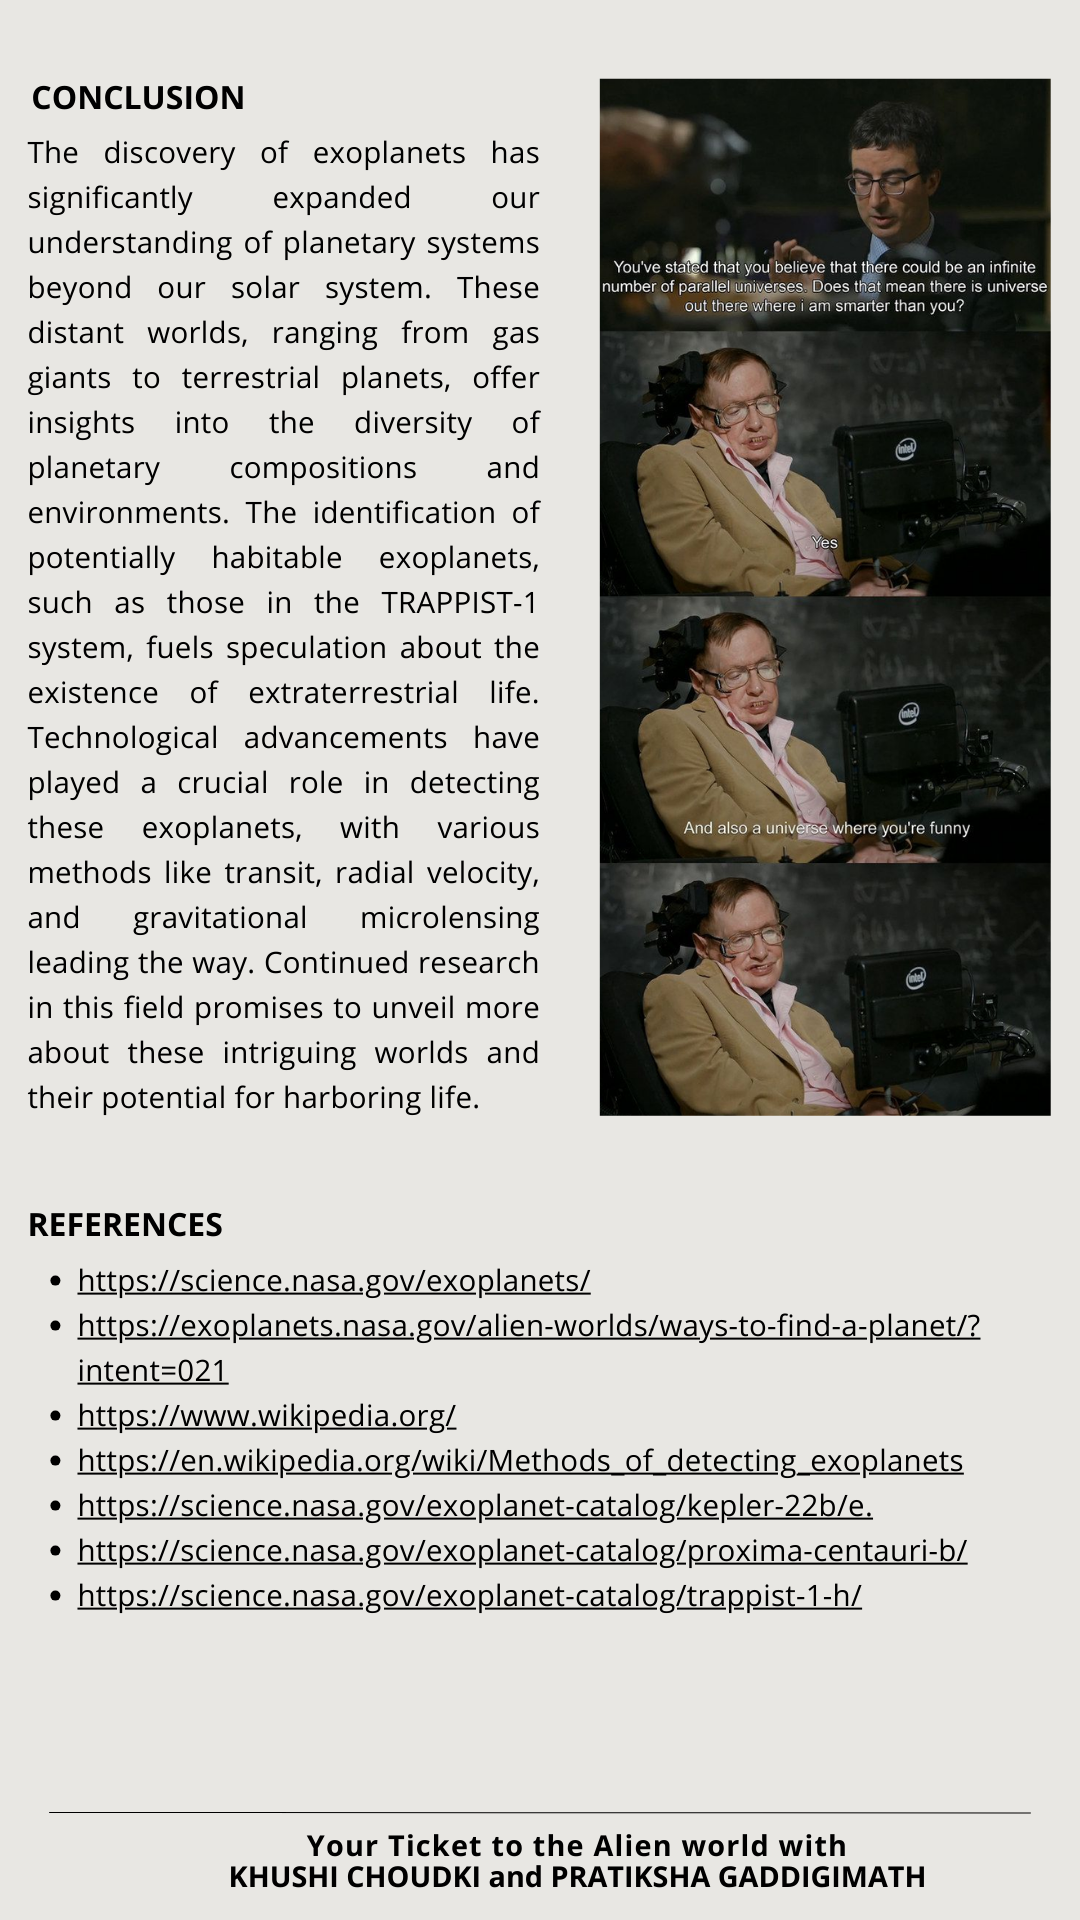 CONCLUSION
The discovery of exoplanets has
significantly expanded our
understanding of planetary systems
beyond our solar system. These
distant worlds, ranging from gas
giants to terrestrial planets, offer
insights into the diversity of
planetary compositions and
environments. The identification of
potentially habitable exoplanets,
such as those in the TRAPPIST-1
system, fuels speculation about the
existence of extraterrestrial life.
Technological advancements have
played a crucial role in detecting
these exoplanets, with various
methods like transit, radial velocity,
and gravitational microlensing
leading the way. Continued research
in this field promises to unveil more
about these intriguing worlds and
their potential for harboring life.
You've stated that you believe that there could be an infinite
number of parallel universes. Does that mean there is universe
out there where i am smarter than you?
intel
Yes
intel
And also a universe where you're funny
intel
REFERENCES
• https://science.nasa.gov/exoplanets/
• https://exoplanets.nasa.gov/alien-worlds/ways-to-find-a-planet/?
intent=021
• https://www.wikipedia.org/
• https://en.wikipedia.org/wiki/Methods_of_detecting_exoplanets
• https://science.nasa.gov/exoplanet-catalog/kepler-22b/e.
• https://science.nasa.gov/exoplanet-catalog/proxima-centauri-b/
• https://science.nasa.gov/exoplanet-catalog/trappist-1-h/
Your Ticket to the Alien world with
KHUSHI CHOUDKI and PRATIKSHA GADDIGIMATH